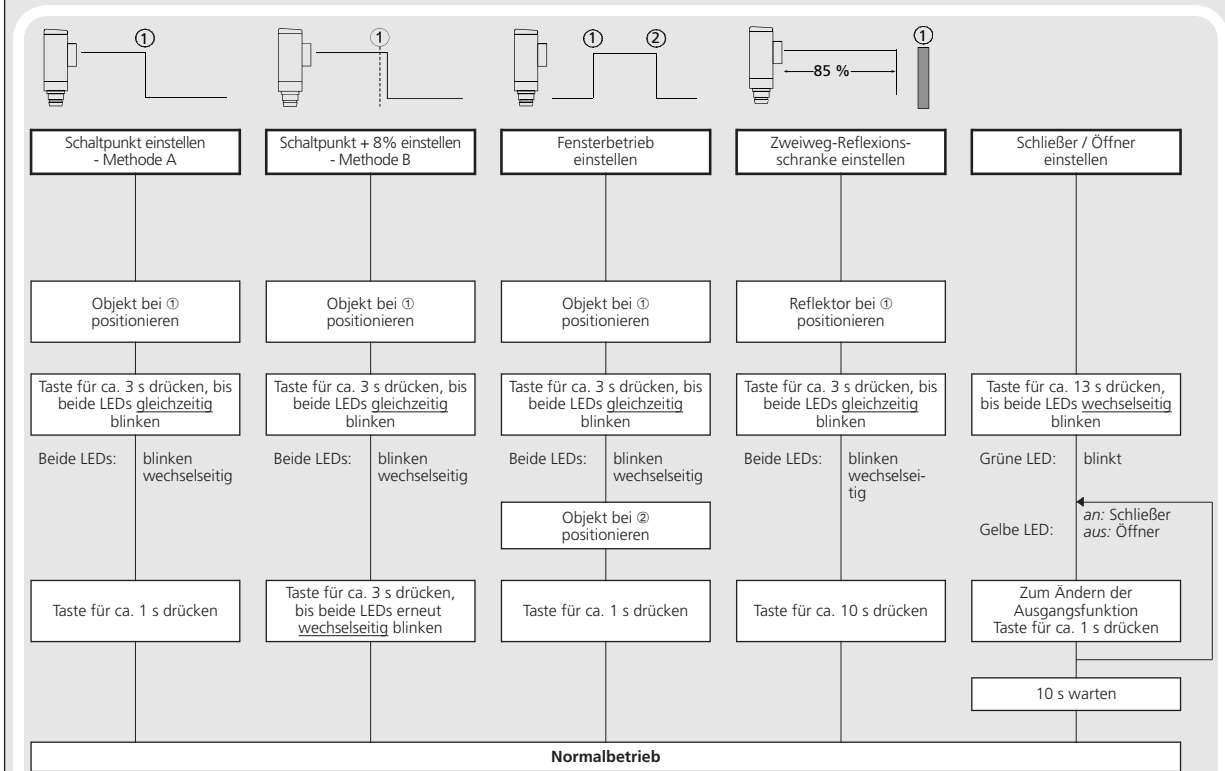 ①
①
①
②
85 %
①
Schaltpunkt einstellen
- Methode A
Schaltpunkt + 8% einstellen
- Methode B
Fensterbetrieb
einstellen
Zweiweg-Reflexions-
schranke einstellen
Schließer / Öffner
einstellen
Objekt bei ①
positionieren
Objekt bei ①
positionieren
Objekt bei ①
positionieren
Reflektor bei ①
positionieren
Taste für ca. 3 s drücken, bis
beide LEDs gleichzeitig
blinken
Taste für ca. 3 s drücken, bis
beide LEDs gleichzeitig
blinken
Taste für ca. 3 s drücken, bis
beide LEDs gleichzeitig
blinken
Taste für ca. 3 s drücken, bis
beide LEDs gleichzeitig
blinken
Taste für ca. 13 s drücken,
bis beide LEDs wechselseitig
blinken
Beide LEDs: blinken
wechselseitig
Beide LEDs: blinken
wechselseitig
Beide LEDs: blinken
wechselseitig
Beide LEDs: blinken
wechselsei-
tig
Grüne LED: blinkt
Objekt bei ②
positionieren
an: Schließer
Gelbe LED: aus: Öffner
Taste für ca. 1 s drücken
Taste für ca. 3 s drücken,
bis beide LEDs erneut
wechselseitig blinken
Taste für ca. 1 s drücken
Taste für ca. 10 s drücken
Zum Ändern der
Ausgangsfunktion
Taste für ca. 1 s drücken
10 s warten
Normalbetrieb